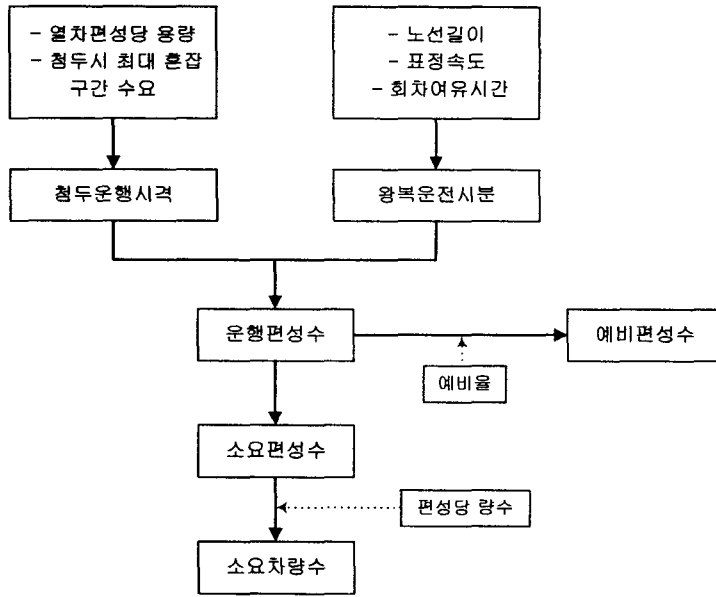 - 열차편성당 용량
- 첨두시 최대 혼잡
구간 수요
- 노선길이
- 표정속도
- 회차여유시간
첨두운행시격
왕복운전시분
운행편성수
예비편성수
예비율
소요편성수
편성당 량수
소요차량수